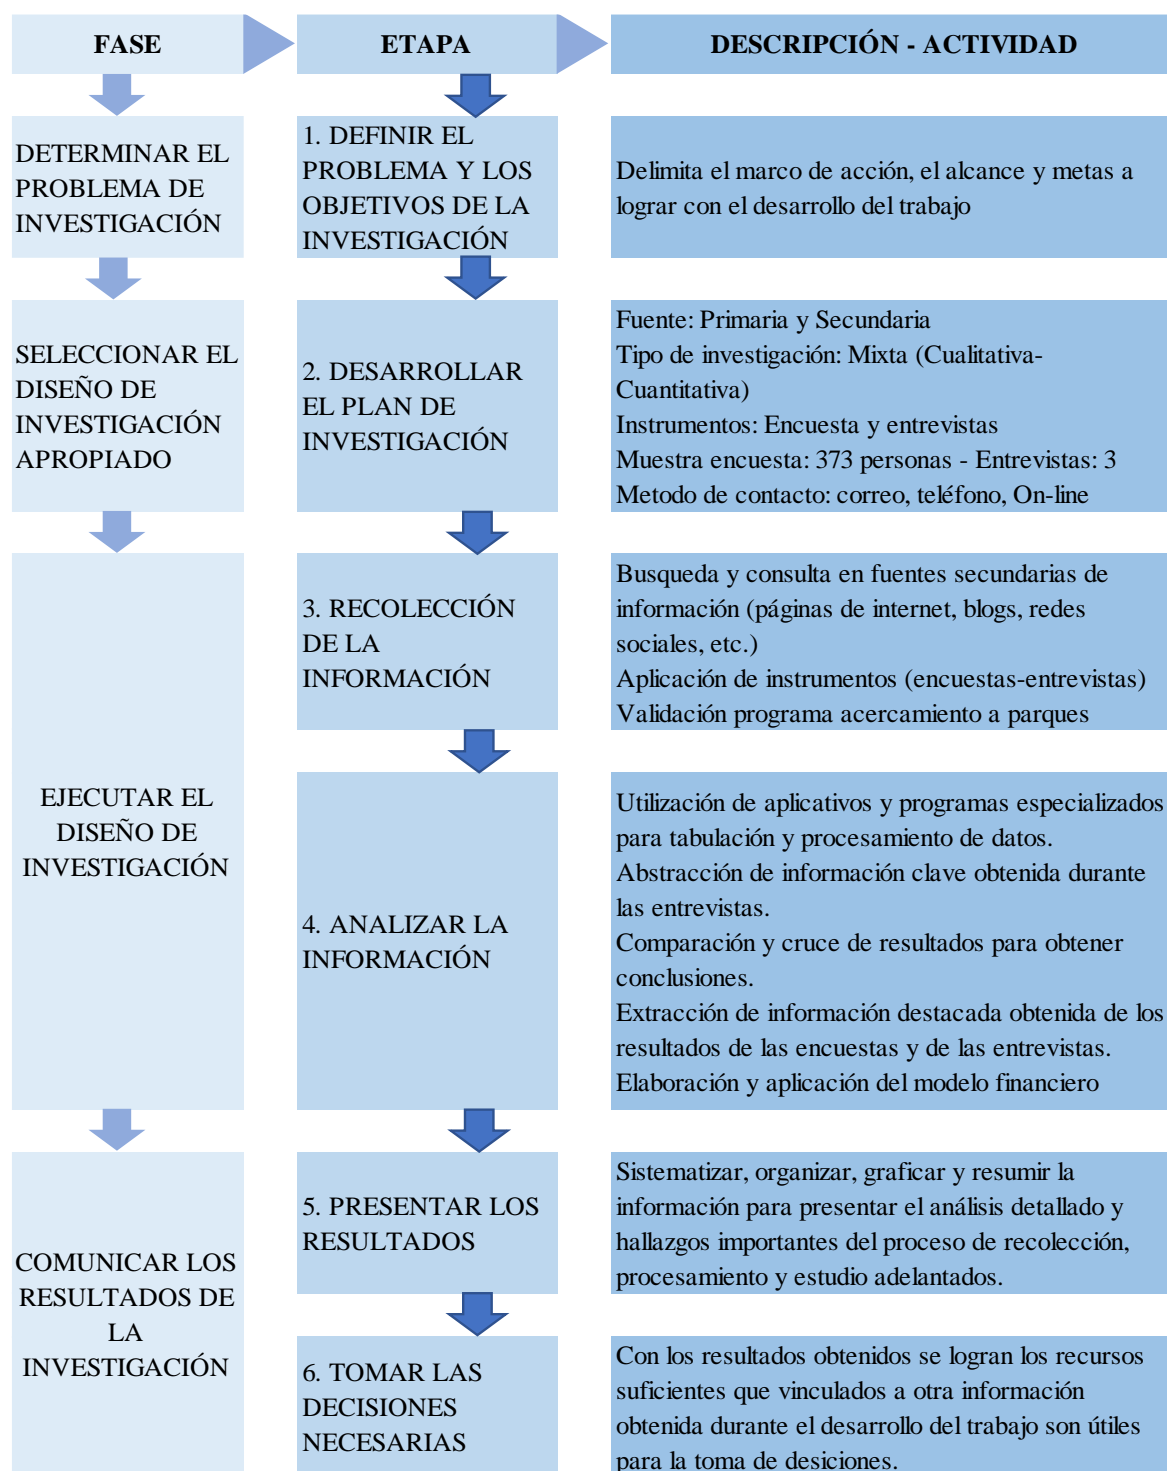 FASE
ETAPA
DESCRIPCIÓN - ACTIVIDAD
DETERMINAR EL
PROBLEMA DE
INVESTIGACIÓN
1. DEFINIR EL
PROBLEMA Y LOS
OBJETIVOS DE LA
INVESTIGACIÓN
Delimita el marco de acción, el alcance y metas a
lograr con el desarrollo del trabajo
SELECCIONAR EL
DISEÑO DE
INVESTIGACIÓN
APROPIADO
2. DESARROLLAR
EL PLAN DE
INVESTIGACIÓN
Fuente: Primaria y Secundaria
Tipo de investigación: Mixta (Cualitativa-
Cuantitativa)
Instrumentos: Encuesta y entrevistas
Muestra encuesta: 373 personas - Entrevistas: 3
Metodo de contacto: correo, teléfono, On-line
EJECUTAR EL
DISEÑO DE
INVESTIGACIÓN
3. RECOLECCIÓN
DE LA
INFORMACIÓN
Busqueda y consulta en fuentes secundarias de
información (páginas de internet, blogs, redes
sociales, etc.)
Aplicación de instrumentos (encuestas-entrevistas)
Validación programa acercamiento a parques
4. ANALIZAR LA
INFORMACIÓN
Utilización de aplicativos y programas especializados
para tabulación y procesamiento de datos.
Abstracción de información clave obtenida durante
las entrevistas.
Comparación y cruce de resultados para obtener
conclusiones.
Extracción de información destacada obtenida de los
resultados de las encuestas y de las entrevistas.
Elaboración y aplicación del modelo financiero
COMUNICAR LOS
RESULTADOS DE
LA
INVESTIGACIÓN
5. PRESENTAR LOS
RESULTADOS
Sistematizar, organizar, graficar y resumir la
información para presentar el análisis detallado y
hallazgos importantes del proceso de recolección,
procesamiento y estudio adelantados.
6. TOMAR LAS
DECISIONES
NECESARIAS
Con los resultados obtenidos se logran los recursos
suficientes que vinculados a otra información
obtenida durante el desarrollo del trabajo son útiles
para la toma de desiciones.